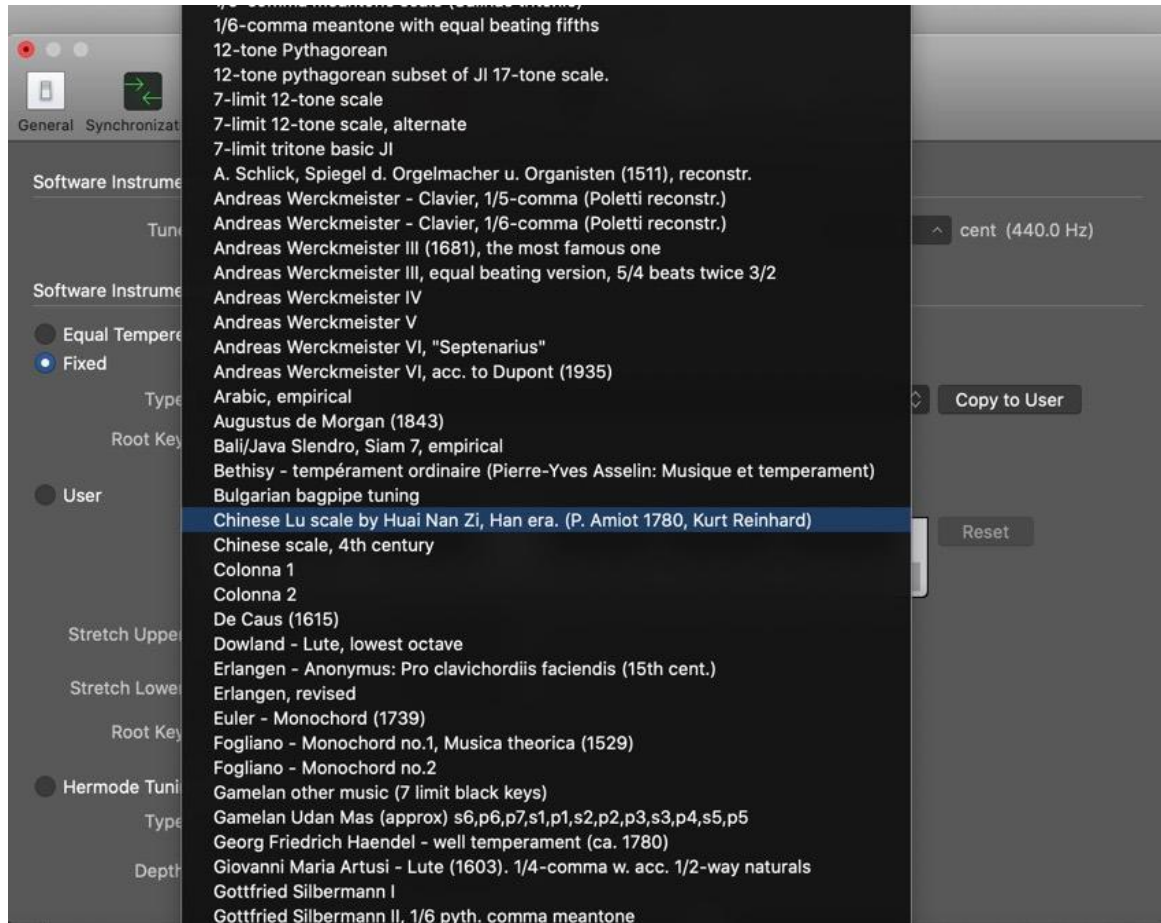 1/6-comma meantone scale (Salinas tritonic)
1/6-comma meantone with equal beating fifths
12-tone Pythagorean
12-tone pythagorean subset of JI 17-tone scale.
7-limit 12-tone scale
7-limit 12-tone scale, alternate
7-limit tritone basic JI
A. Schlick, Spiegel d. Orgelmacher u. Organisten (1511), reconstr.
Andreas Werckmeister - Clavier, 1/5-comma (Poletti reconstr.)
Andreas Werckmeister - Clavier, 1/6-comma (Poletti reconstr.)
Andreas Werckmeister III (1681), the most famous one
Andreas Werckmeister III, equal beating version, 5/4 beats twice 3/2
Andreas Werckmeister IV
Andreas Werckmeister V
Andreas Werckmeister VI, "Septenarius"
Andreas Werckmeister VI, acc. to Dupont (1935)
Arabic, empirical
Augustus de Morgan (1843)
Bali/Java Slendro, Siam 7, empirical
Bethisy - tempérament ordinaire (Pierre-Yves Asselin: Musique et temperament)
Bulgarian bagpipe tuning
Chinese Lu scale by Huai Nan Zi, Han era. (P. Amiot 1780, Kurt Reinhard)
Chinese scale, 4th century
Colonna 1
Colonna 2
De Caus (1615)
Dowland - Lute, lowest octave
Erlangen - Anonymus: Pro clavichordiis faciendis (15th cent.)
Erlangen, revised
Euler - Monochord (1739)
Fogliano - Monochord no.1, Musica theorica (1529)
Fogliano - Monochord no.2
Gamelan other music (7 limit black keys)
Gamelan Udan Mas (approx) s6,p6,p7,s1,p1,s2,p2,p3,s3,p4,s5,p5
Georg Friedrich Haendel - well temperament (ca. 1780)
Giovanni Maria Artusi - Lute (1603). 1/4-comma w. acc. 1/2-way naturals
Gottfried Silbermann I
Gottfried Silbermann II, 1/6 pyth. comma meantone
General Synchronizat
Software Instrume
Tune
cent (440.0 Hz)
Software Instrume
Equal Tempere
Fixed
Type
Copy to User
Root Key
User
Reset
Stretch Upper
Stretch Lower
Root Key
Hermode Tuni
Type
Depth